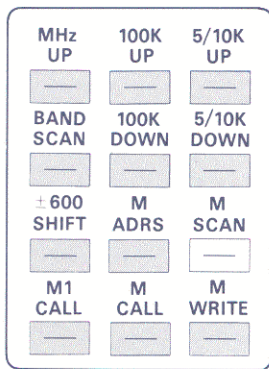 MHz 100K 5/10K
UP UP UP
BAND 100K 5/10K
SCAN DOWN DOWN
±600 M M
SHIFT ADRS SCAN
M1 M M
CALL CALL WRITE